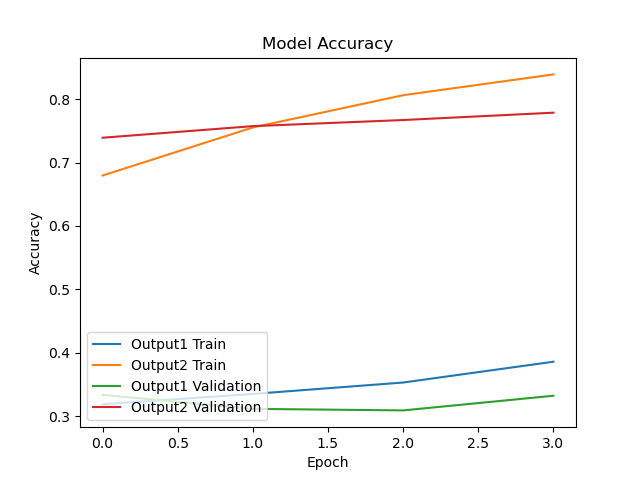 Model Accuracy
Accuracy
0.8
0.7
0.6
0.5
0.4
0.3
Output1 Train
Output2 Train
Output1 Validation
Output2 Validation
0.0 0.5 1.0 1.5 2.0 2.5 3.0
Epoch